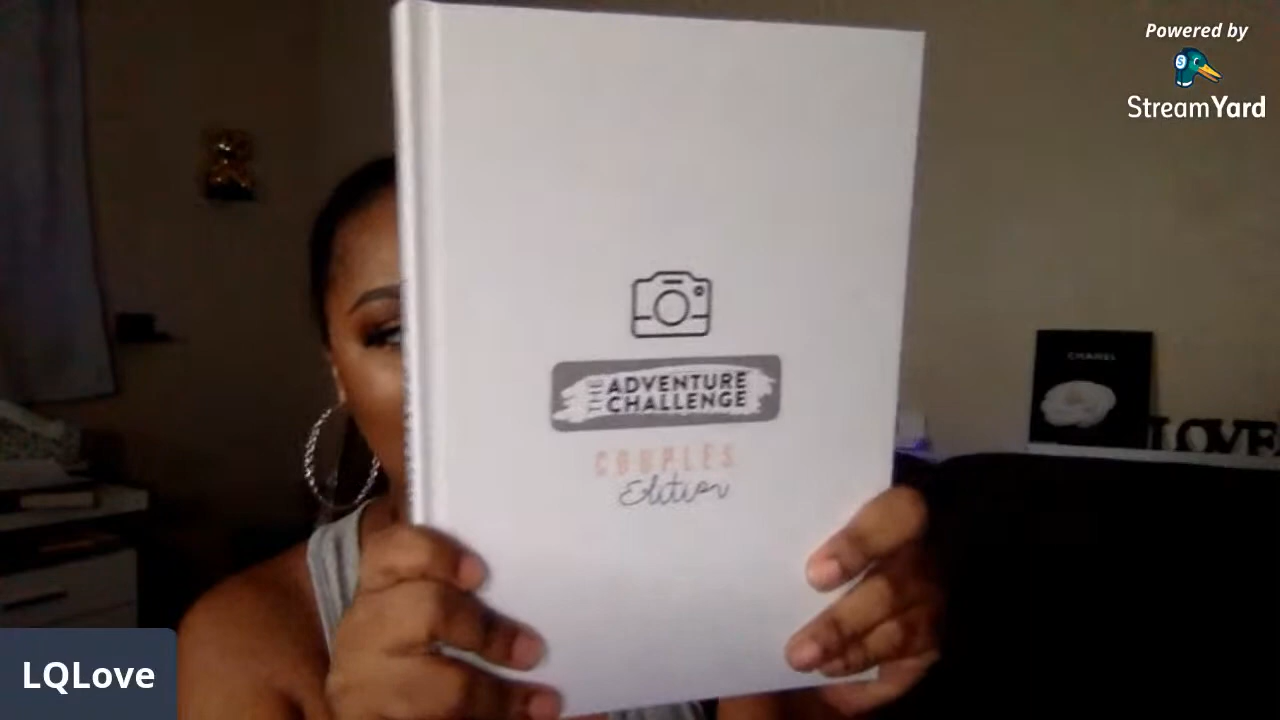 Powered by
StreamYard
THE
ADVENTURE
CHALLENGE
COUPLES
Edition
CHANEL
LOVE
LQLove